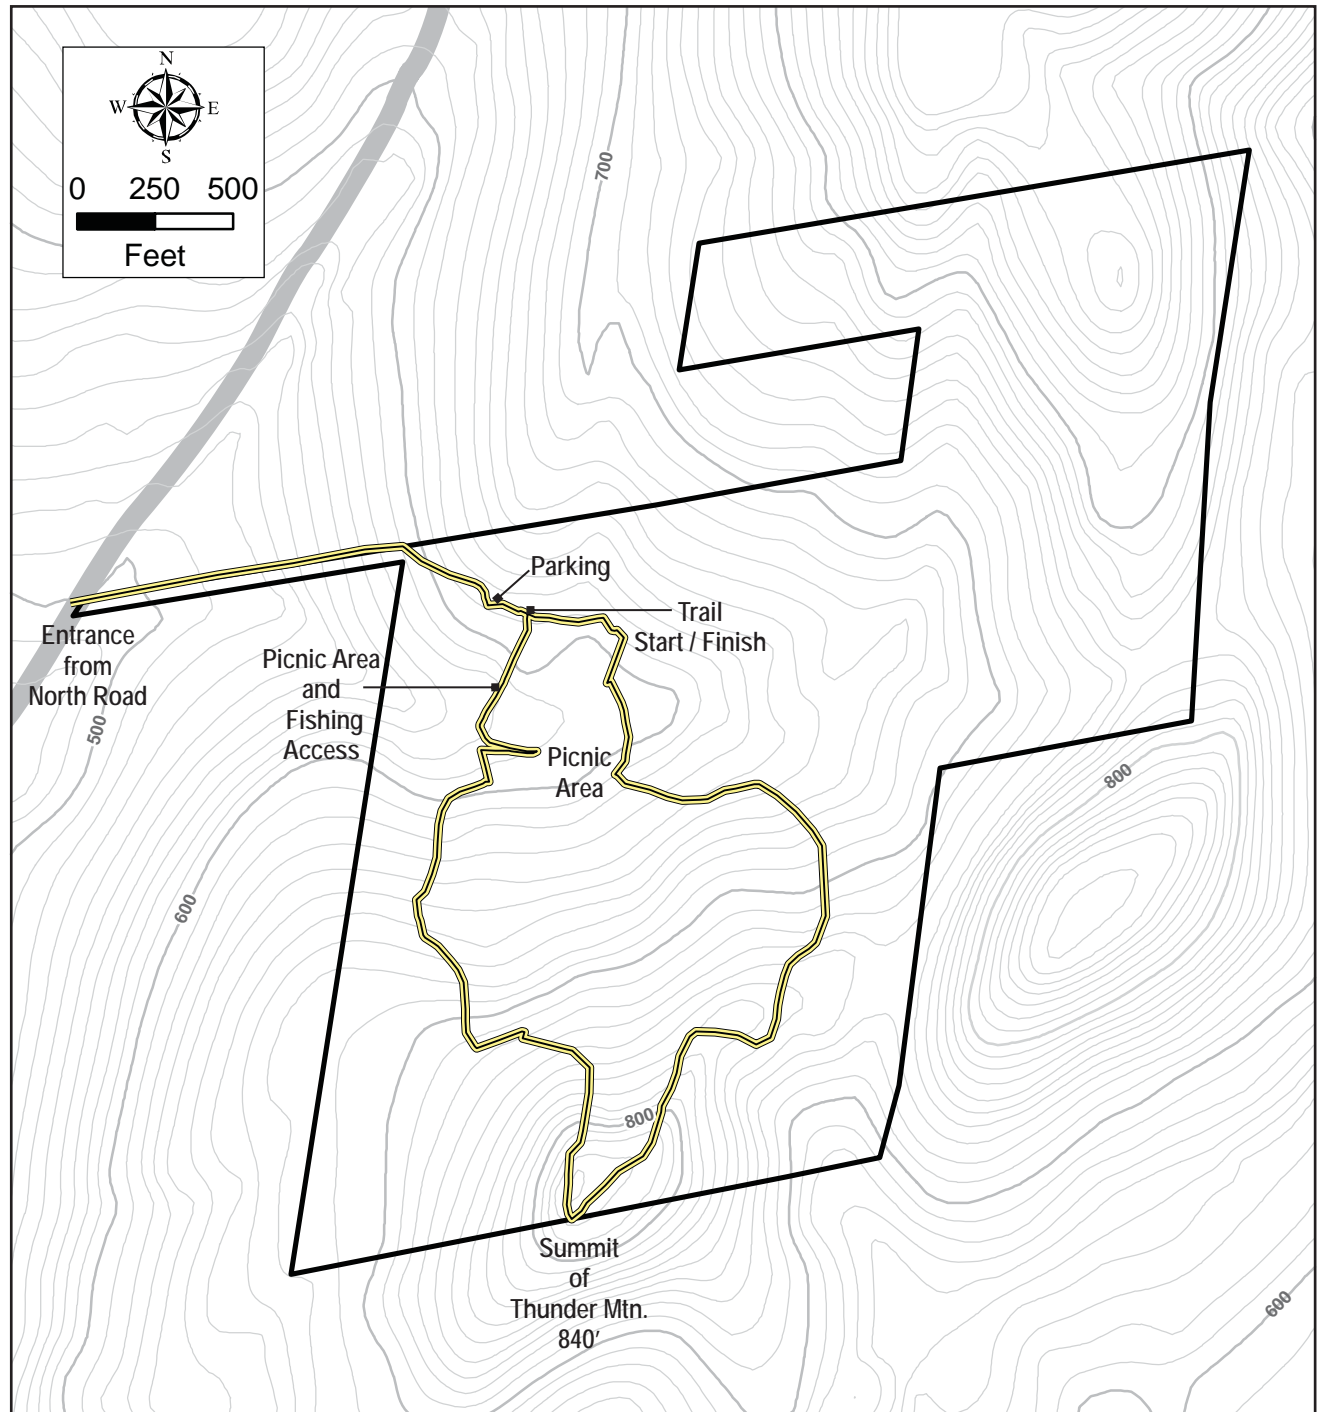 N
W E
S
0 250 500
Feet
700
Parking
Trail
Start / Finish
Entrance
from
North Road
Picnic Area
and
Fishing
Access
Picnic
Area
500
600
800
800
Summit
of
Thunder Mtn.
840'
600